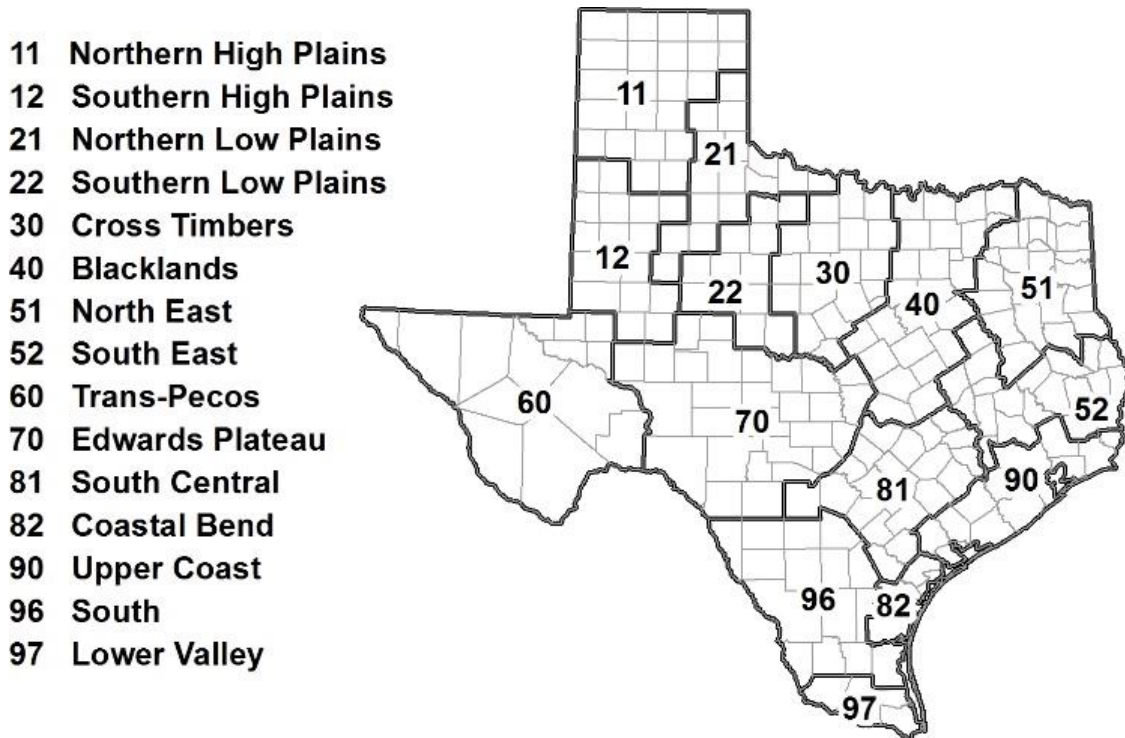 11 Northern High Plains
12 Southern High Plains
21 Northern Low Plains
22 Southern Low Plains
30 Cross Timbers
40 Blacklands
51 North East
52 South East
60 Trans-Pecos
70 Edwards Plateau
81 South Central
82 Coastal Bend
90 Upper Coast
96 South
97 Lower Valley
11
21
12
22
30
40
51
60
70
52
81
90
96
82
97